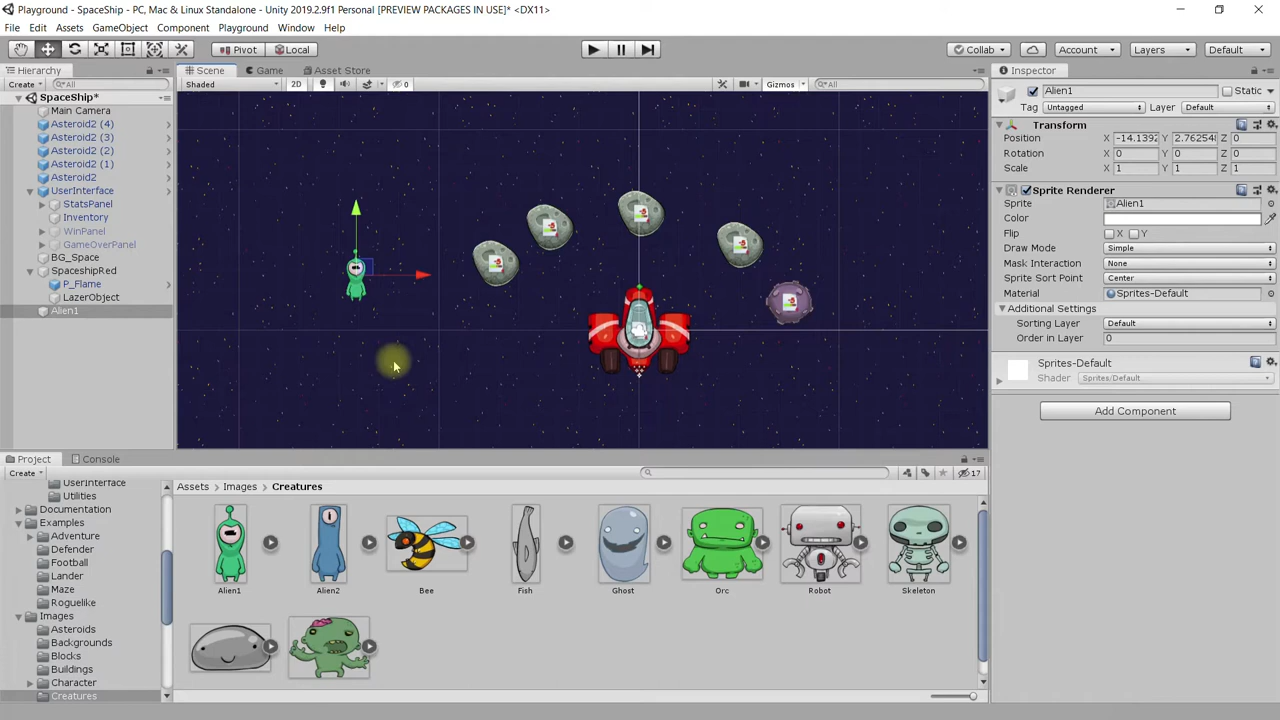 Playground - SpaceShip - PC, Mac & Linux Standalone - Unity 2019.2.9f1 Personal [PREVIEW PACKAGES IN USE]* <DX11>
File Edit Assets GameObject Component Playground Window Help
Pivot Local Collab Account Layers Default
Hierarchy
Create All
SpaceShip*
Main Camera
Asteroid2 (4)
Asteroid2 (3)
Asteroid2 (2)
Asteroid2 (1)
Asteroid2
UserInterface
StatsPanel
Inventory
WinPanel
GameOverPanel
BG_Space
SpaceshipRed
P_Flame
LazerObject
Alien1
Scene Game Asset Store
Shaded 2D 0 Gizmos All
Inspector
Alien1 Static
Tag Untagged Layer Default
Transform
Position X -14.1392 Y 2.762548 Z 0
Rotation X 0 Y 0 Z 0
Scale X 1 Y 1 Z 1
Sprite Renderer
Sprite Alien1
Color
Flip X Y
Draw Mode Simple
Mask Interaction None
Sprite Sort Point Center
Material Sprites-Default
Additional Settings
Sorting Layer Default
Order in Layer 0
Sprites-Default
Shader Sprites/Default
Add Component
Project Console
Create 17
UserInterface
Utilities
Documentation
Examples
Adventure
Defender
Football
Lander
Maze
Roguelike
Images
Asteroids
Backgrounds
Blocks
Buildings
Character
Creatures
Assets Images Creatures
Alien1 Alien2 Bee Fish Ghost Orc Robot Skeleton